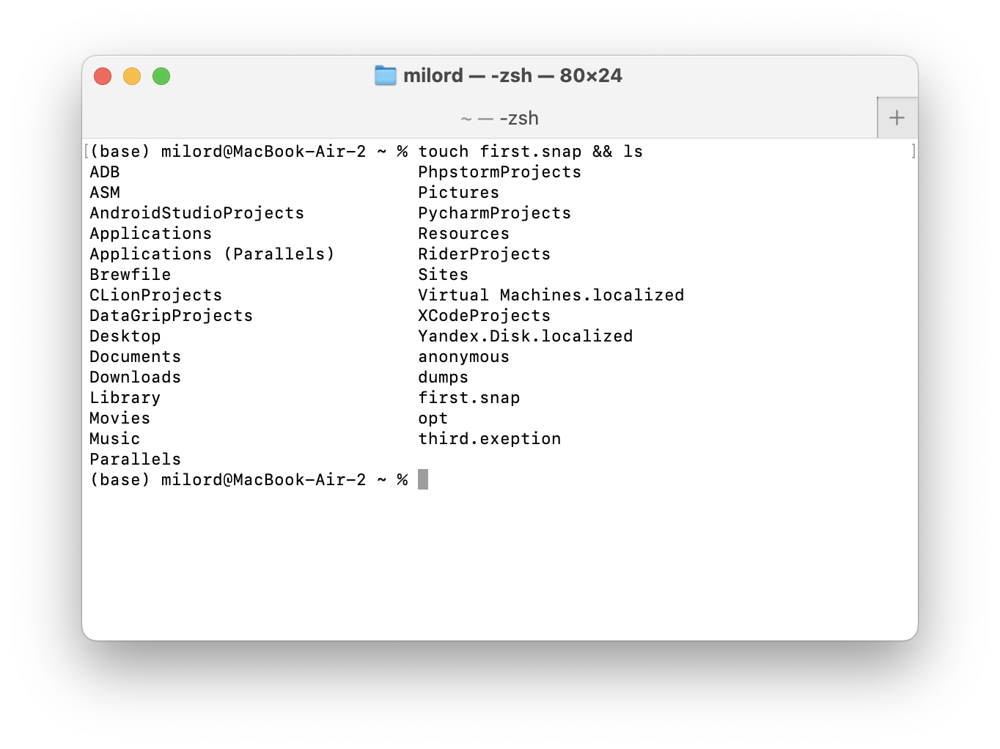 milord — -zsh — 80×24
~ — -zsh
(base) milord@MacBook-Air-2 ~ % touch first.snap && ls
ADB PhpstormProjects
ASM Pictures
AndroidStudioProjects PycharmProjects
Applications Resources
Applications (Parallels) RiderProjects
Brewfile Sites
CLionProjects Virtual Machines.localized
DataGripProjects XCodeProjects
Desktop Yandex.Disk.localized
Documents anonymous
Downloads dumps
Library first.snap
Movies opt
Music third.exeption
Parallels
(base) milord@MacBook-Air-2 ~ %